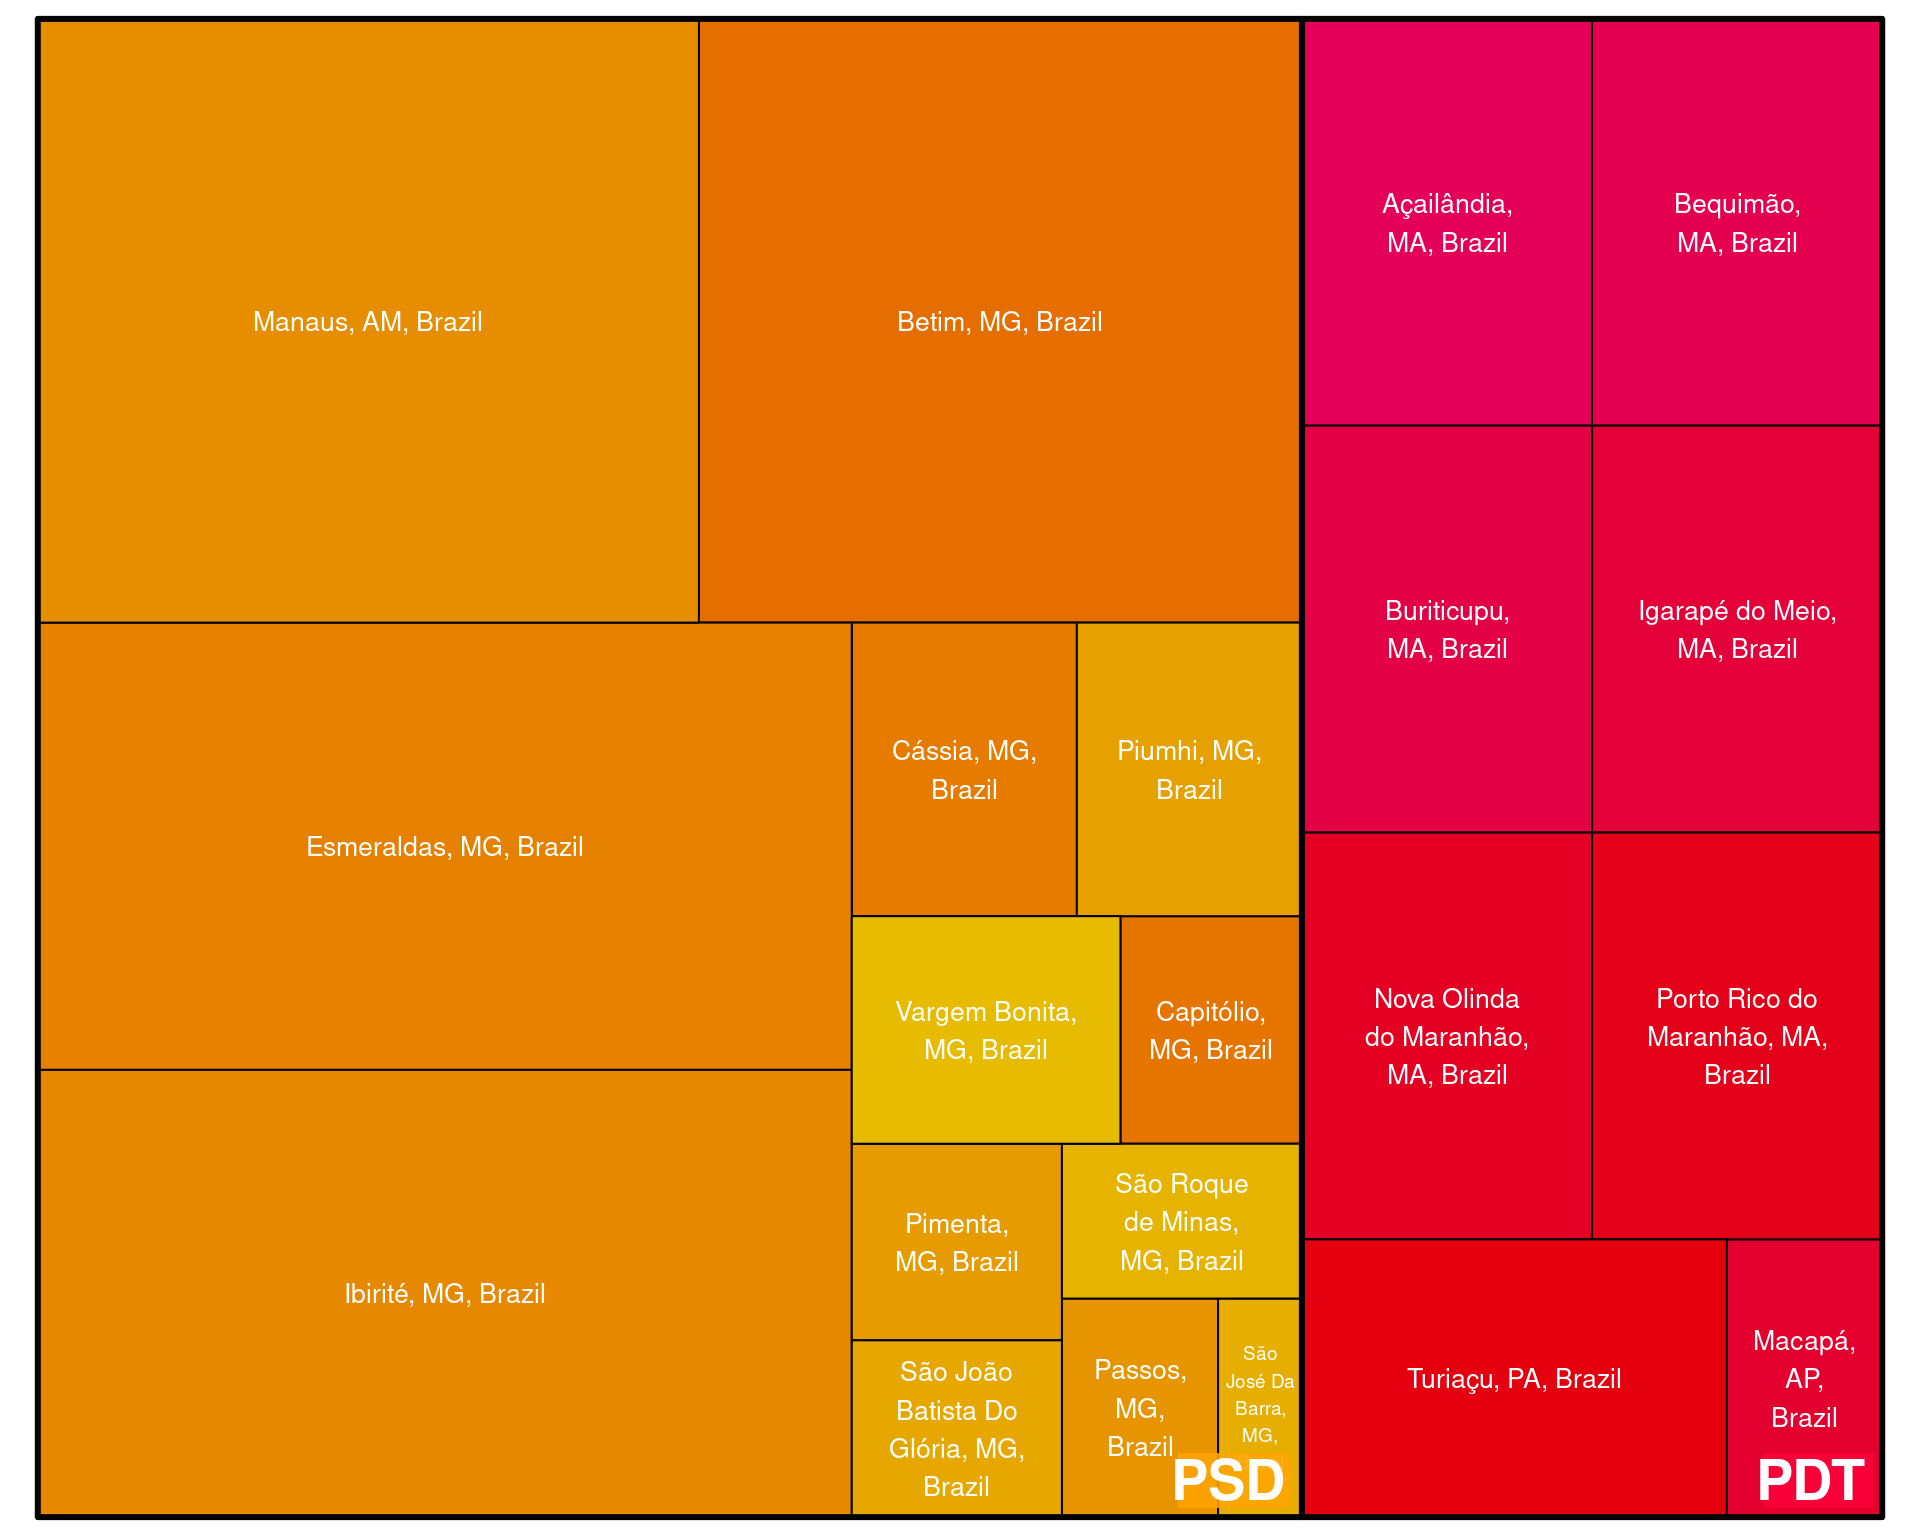 Manaus, AM, Brazil
Betim, MG, Brazil
Esmeraldas, MG, Brazil
Ibirité, MG, Brazil
Cássia, MG,
Brazil
Piumhi, MG,
Brazil
Vargem Bonita,
MG, Brazil
Capitólio,
MG, Brazil
Pimenta,
MG, Brazil
São Roque
de Minas,
MG, Brazil
São João
Batista Do
Glória, MG,
Brazil
Passos,
MG,
Brazil
São
José Da
Barra,
MG,
PSD
Açailândia,
MA, Brazil
Bequimão,
MA, Brazil
Buriticupu,
MA, Brazil
Igarapé do Meio,
MA, Brazil
Nova Olinda
do Maranhão,
MA, Brazil
Porto Rico do
Maranhão, MA,
Brazil
Turiaçu, PA, Brazil
Macapá,
AP,
Brazil
PDT